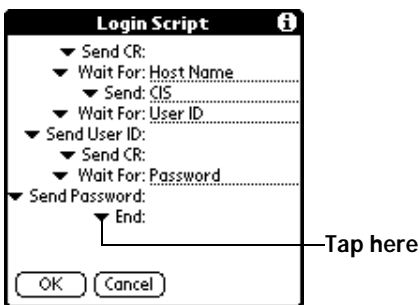 Login Script i
Send CR:
Wait For: Host Name
Send: CIS
Wait For: User ID
Send User ID:
Send CR:
Wait For: Password
Send Password:
End:
Tap here
OK Cancel